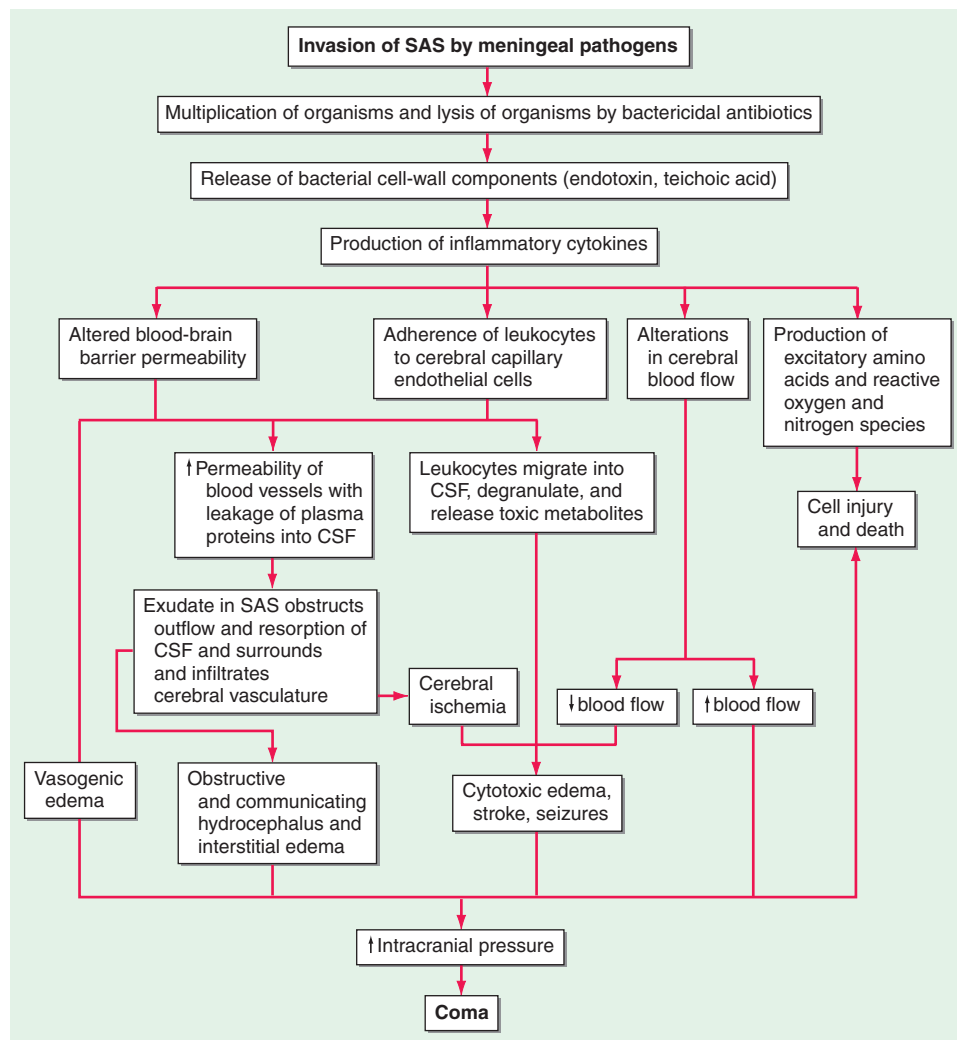 Invasion of SAS by meningeal pathogens
Multiplication of organisms and lysis of organisms by bactericidal antibiotics
Release of bacterial cell-wall components (endotoxin, teichoic acid)
Production of inflammatory cytokines
Altered blood-brain
barrier permeability
Adherence of leukocytes
to cerebral capillary
endothelial cells
Alterations
in cerebral
blood flow
Production of
excitatory amino
acids and reactive
oxygen and
nitrogen species
↑Permeability of
blood vessels with
leakage of plasma
proteins into CSF
Leukocytes migrate into
CSF, degranulate, and
release toxic metabolites
Cell injury
and death
Exudate in SAS obstructs
outflow and resorption of
CSF and surrounds
and infiltrates
cerebral vasculature
Cerebral
ischemia
↓blood flow
↑blood flow
Vasogenic
edema
Obstructive
and communicating
hydrocephalus and
interstitial edema
Cytotoxic edema,
stroke, seizures
↑Intracranial pressure
Coma